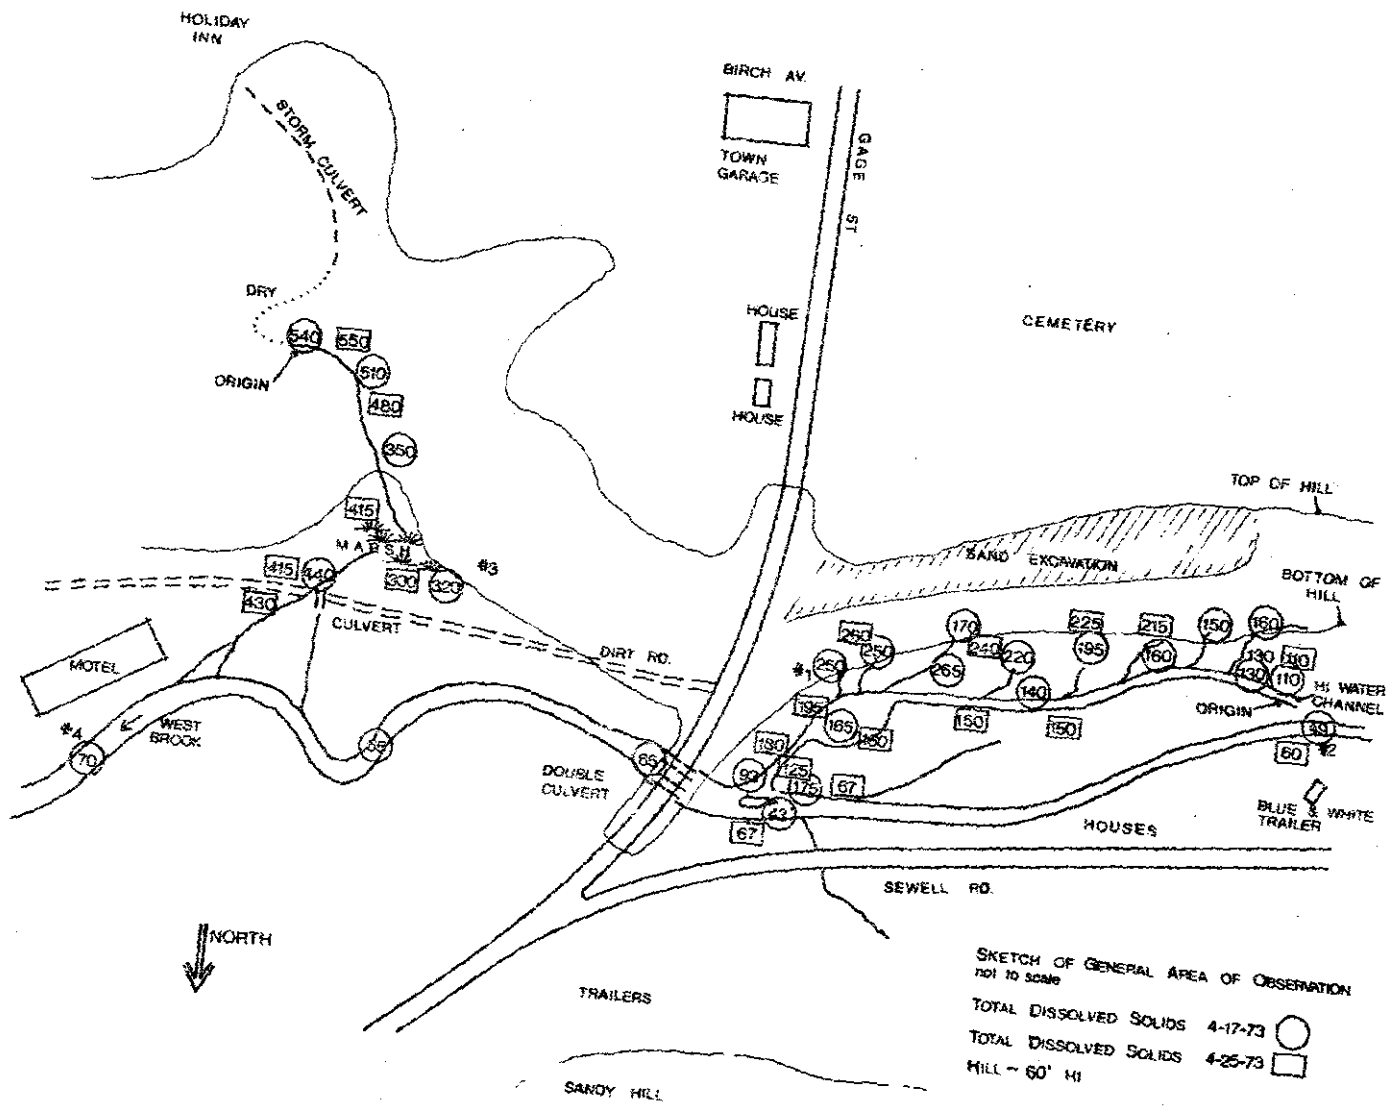 HOLIDAY
INN
STORM CULVERT
BIRCH AV.
TOWN
GARAGE
GAGE ST
DRY
540
550
510
ORIGIN
480
350
415
MARSH
#3
415
440
330
320
430
CULVERT
DIRT RD.
MOTEL
#4
WEST
BROOK
70
55
65
DOUBLE
CULVERT
HOUSE
HOUSE
CEMETERY
TOP OF HILL
SAND EXCAVATION
BOTTOM OF
HILL
260
250
170
225
215
150
160
#1
250
265
240
220
195
160
130
110
130
110
HI WATER
CHANNEL
ORIGIN
195
165
150
150
140
150
49
#2
60
130
125
93
175
67
43
67
BLUE & WHITE
TRAILER
HOUSES
SEWELL RD.
NORTH
TRAILERS
SANDY HILL
SKETCH OF GENERAL AREA OF OBSERVATION
not to scale
TOTAL DISSOLVED SOLIDS 4-17-73
TOTAL DISSOLVED SOLIDS 4-25-73
HILL ~ 60' HI